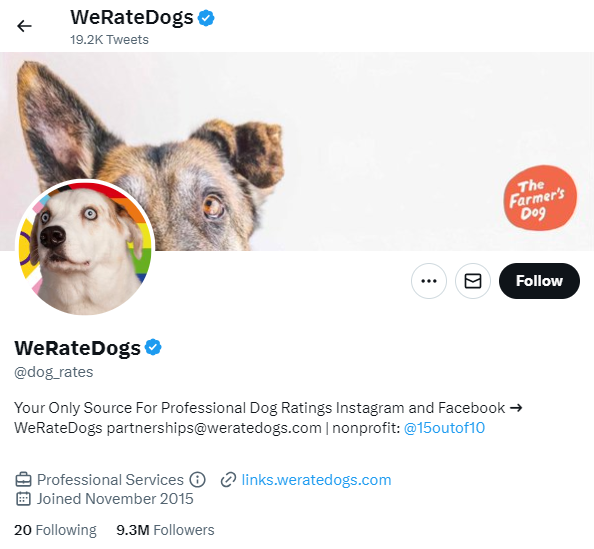 WeRateDogs
19.2K Tweets
The
Farmer's
Dog
Follow
WeRateDogs
@dog_rates
Your Only Source For Professional Dog Ratings Instagram and Facebook →
WeRateDogs partnerships@weratedogs.com | nonprofit: @15outof10
Professional Services links.weratedogs.com
Joined November 2015
20 Following 9.3M Followers